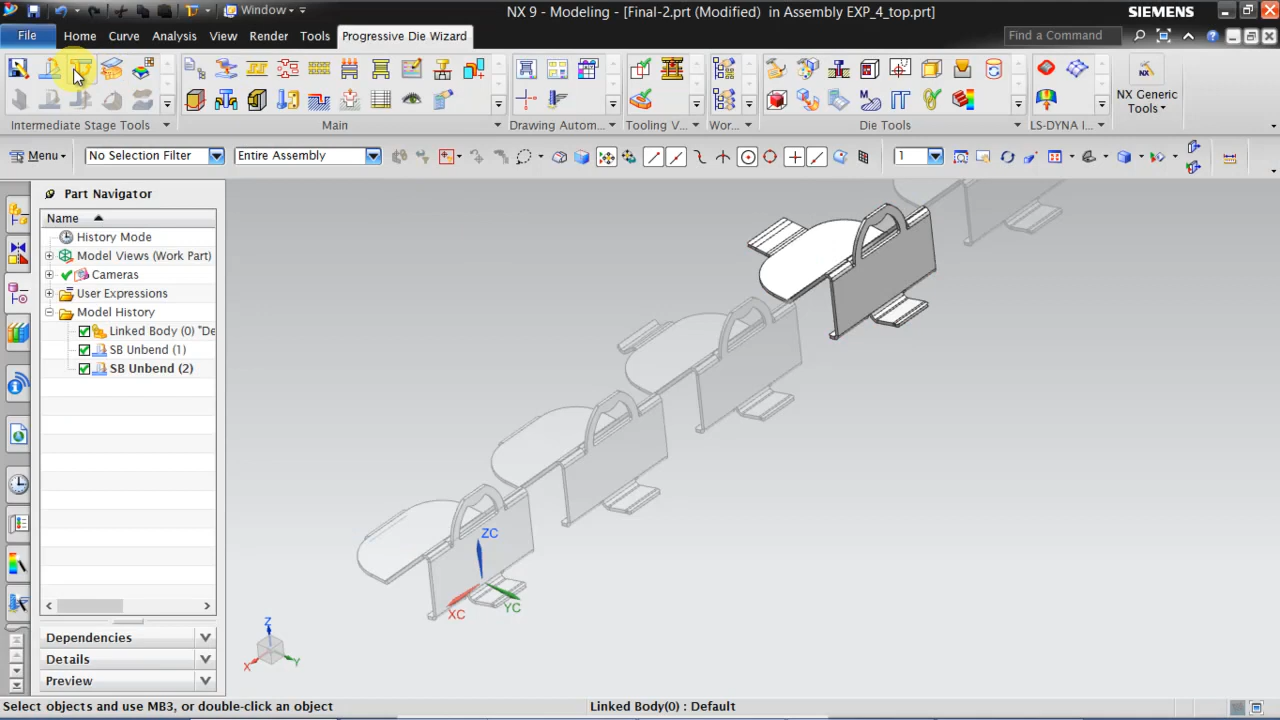 Window
NX 9 - Modeling - [Final-2.prt (Modified) in Assembly EXP_4_top.prt]
SIEMENS
File
Home
Curve
Analysis
View
Render
Tools
Progressive Die Wizard
Find a Command
Intermediate Stage Tools
Main
Drawing Autom...
Tooling V...
Wor...
Die Tools
LS-DYNA I...
NX Generic
Tools
Menu
No Selection Filter
Entire Assembly
1
Part Navigator
Name
History Mode
Model Views (Work Part)
Cameras
User Expressions
Model History
Linked Body (0) "De
SB Unbend (1)
SB Unbend (2)
Dependencies
Details
Preview
ZC
XC
YC
Z
X
Y
Select objects and use MB3, or double-click an object
Linked Body(0) : Default